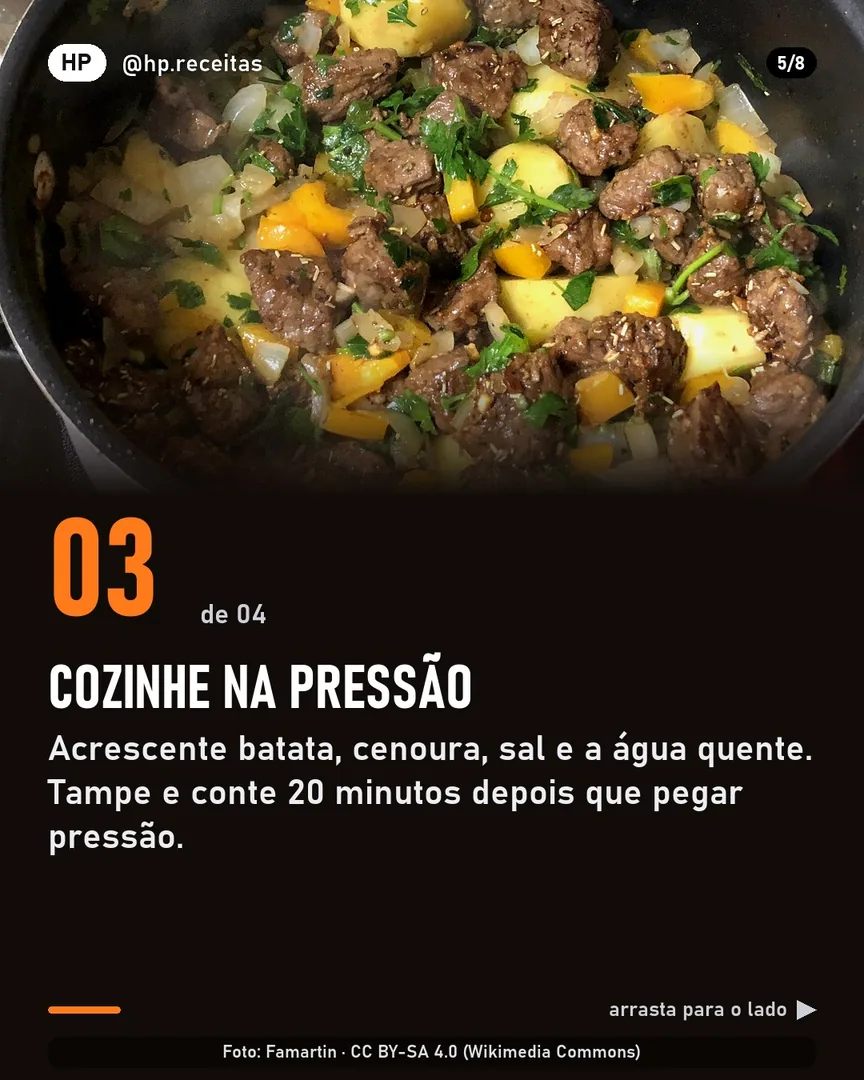 HP @hp.receitas 5/8
03 de 04
COZINHE NA PRESSÃO
Acrescente batata, cenoura, sal e a água quente.
Tampe e conte 20 minutos depois que pegar
pressão.
arrasta para o lado ▶
Foto: Famartin · CC BY-SA 4.0 (Wikimedia Commons)